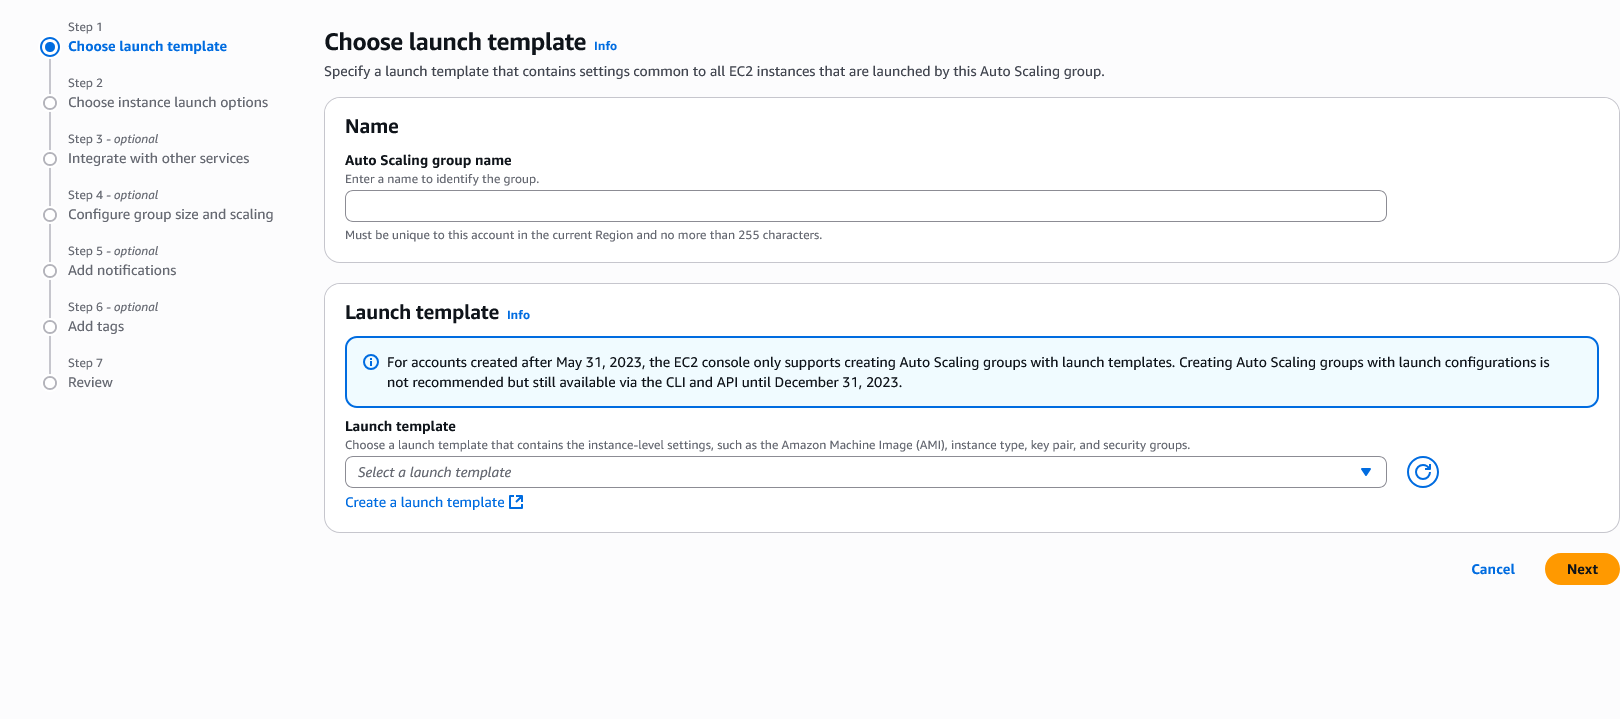 Step 1
Choose launch template
Step 2
Choose instance launch options
Step 3 - optional
Integrate with other services
Step 4 - optional
Configure group size and scaling
Step 5 - optional
Add notifications
Step 6 - optional
Add tags
Step 7
Review
Choose launch template Info
Specify a launch template that contains settings common to all EC2 instances that are launched by this Auto Scaling group.
Name
Auto Scaling group name
Enter a name to identify the group.
Must be unique to this account in the current Region and no more than 255 characters.
Launch template Info
For accounts created after May 31, 2023, the EC2 console only supports creating Auto Scaling groups with launch templates. Creating Auto Scaling groups with launch configurations is
not recommended but still available via the CLI and API until December 31, 2023.
Launch template
Choose a launch template that contains the instance-level settings, such as the Amazon Machine Image (AMI), instance type, key pair, and security groups.
Select a launch template
Create a launch template
Cancel
Next